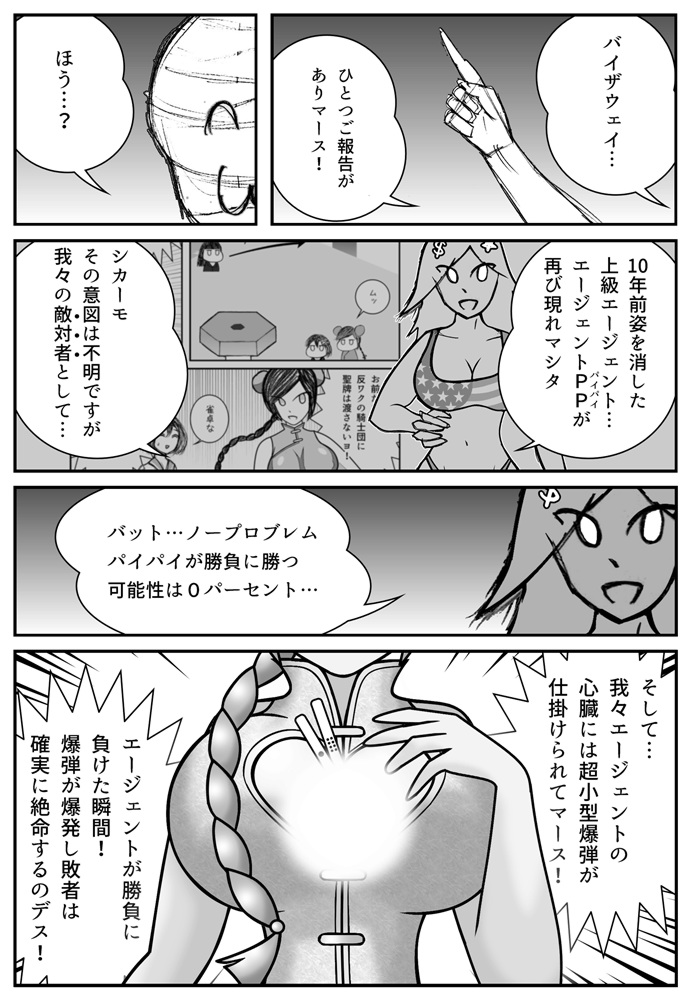 バイザウェイ…
ひとつご報告が
ありマース！
ほう…？
10年前姿を消した
上級エージェント…
エージェントPPが
パイパイ
再び現れマシタ
ムッ
お前た
反ワクの騎士団に
聖牌は渡さないヨ！
雀卓な
シカーモ
その意図は不明ですが
我々の敵対者として…
バット…ノープロブレム
パイパイが勝負に勝つ
可能性は０パーセント…
そして…
我々エージェントの
心臓には超小型爆弾が
仕掛けられてマース！
エージェントが勝負に
負けた瞬間！
爆弾が爆発し敗者は
確実に絶命するのデス！